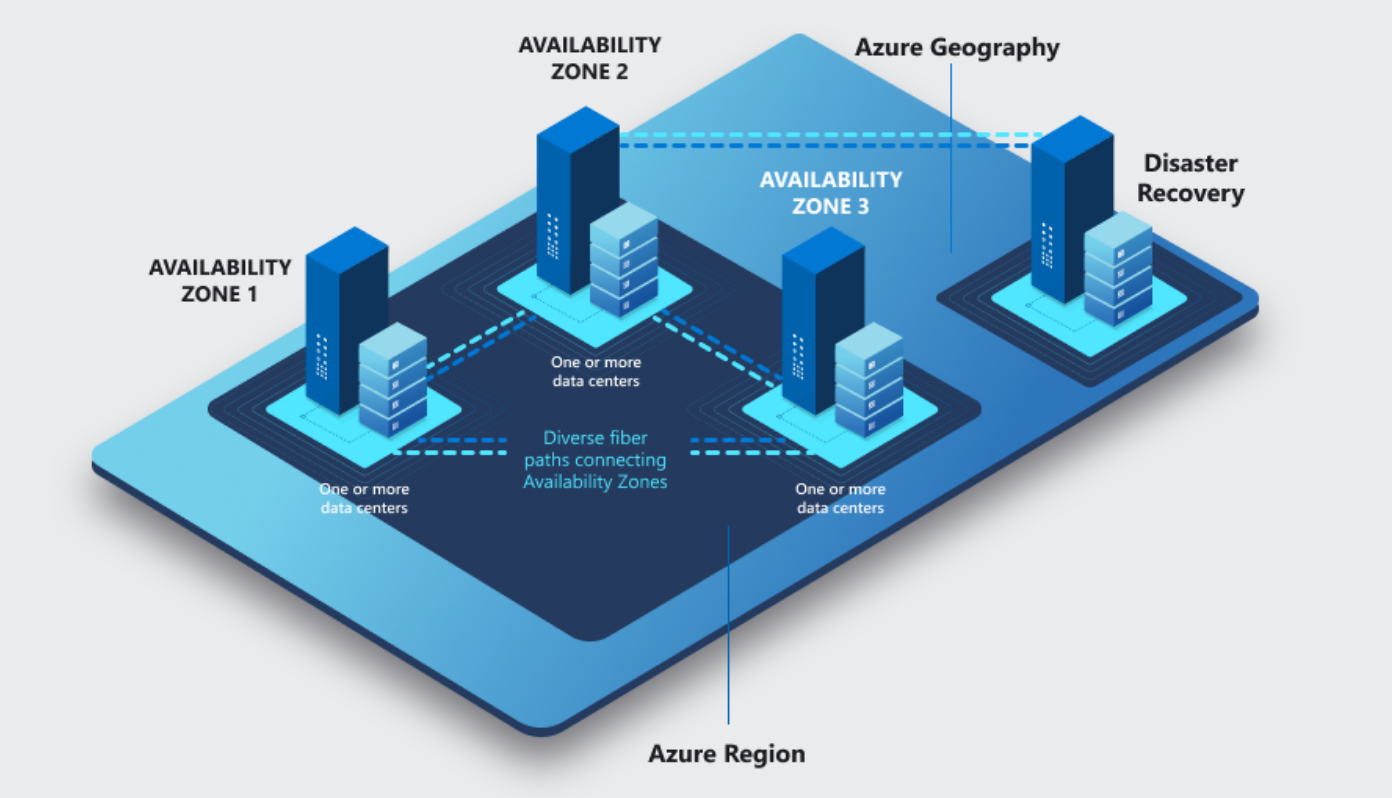 AVAILABILITY
ZONE 2
Azure Geography
Disaster
Recovery
AVAILABILITY
ZONE 3
AVAILABILITY
ZONE 1
One or more
data centers
Diverse fiber
paths connecting
Availability Zones
One or more
data centers
One or more
data centers
Azure Region